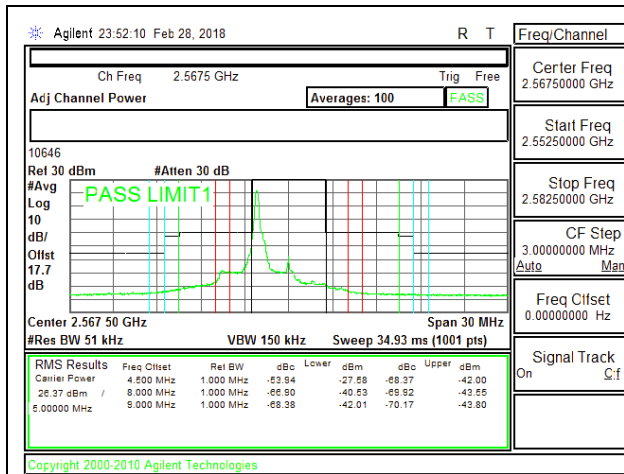 Agilent 23:52:10 Feb 28, 2018 R T
Ch Freq 2.5675 GHz Trig Free
Adj Channel Power Averages: 100 PASS
10646
Ref 30 dBm #Atten 30 dB
#Avg
Log
10
dB/
Offst
17.7
dB
PASS LIMIT1
Center 2.567 50 GHz Span 30 MHz
#Res BW 51 kHz VBW 150 kHz Sweep 34.93 ms (1001 pts)
RMS Results Freq Offset Ref BW dBc Lower dBm dBc Upper dBm
Carrier Power 4.500 MHz 1.000 MHz -53.94 -27.58 -68.37 -42.00
26.37 dBm / 8.000 MHz 1.000 MHz -66.90 -40.53 -69.92 -43.55
5.00000 MHz 9.000 MHz 1.000 MHz -68.38 -42.01 -70.17 -43.80
Copyright 2000-2010 Agilent Technologies
Freq/Channel
Center Freq
2.56750000 GHz
Start Freq
2.55250000 GHz
Stop Freq
2.58250000 GHz
CF Step
3.00000000 MHz
Auto Man
Freq Offset
0.00000000 Hz
Signal Track
On Off